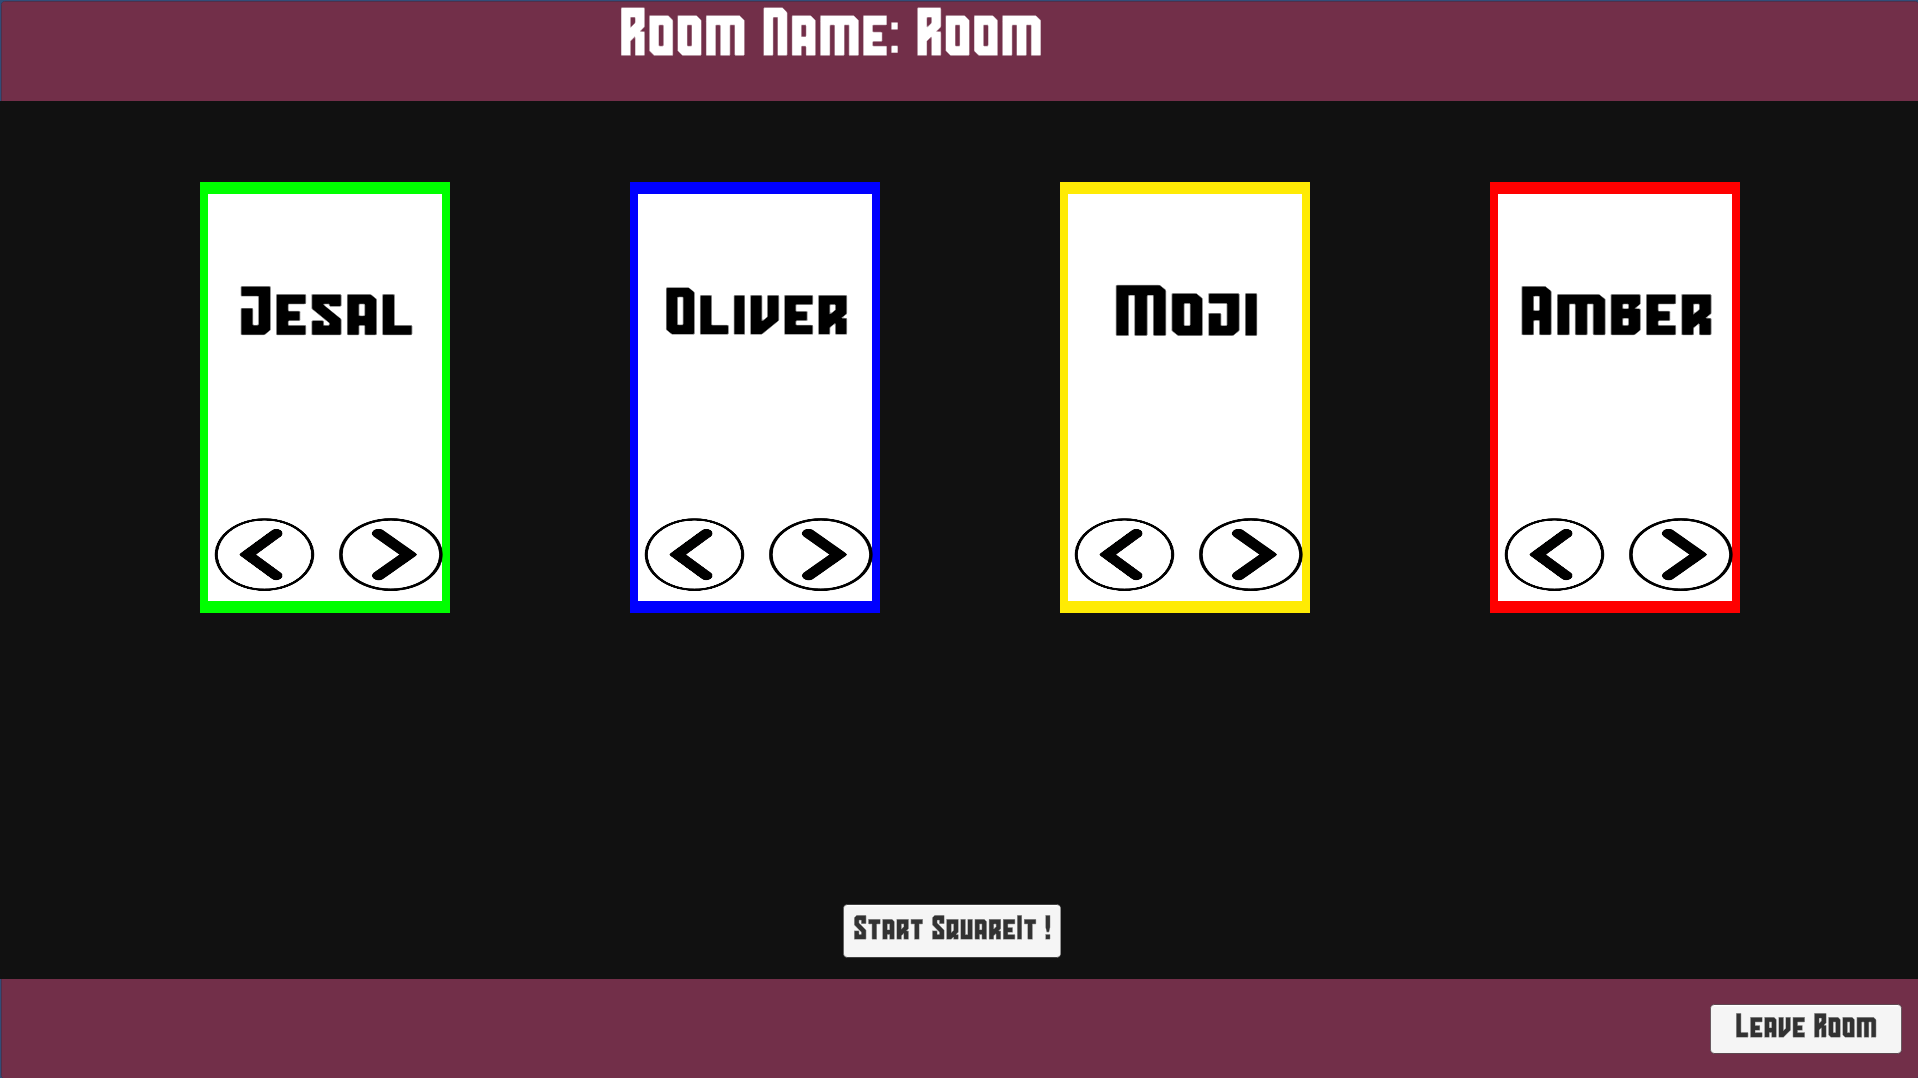 Room Name: Room
Jesal
Oliver
Moji
Amber
Start SquareIt !
Leave Room